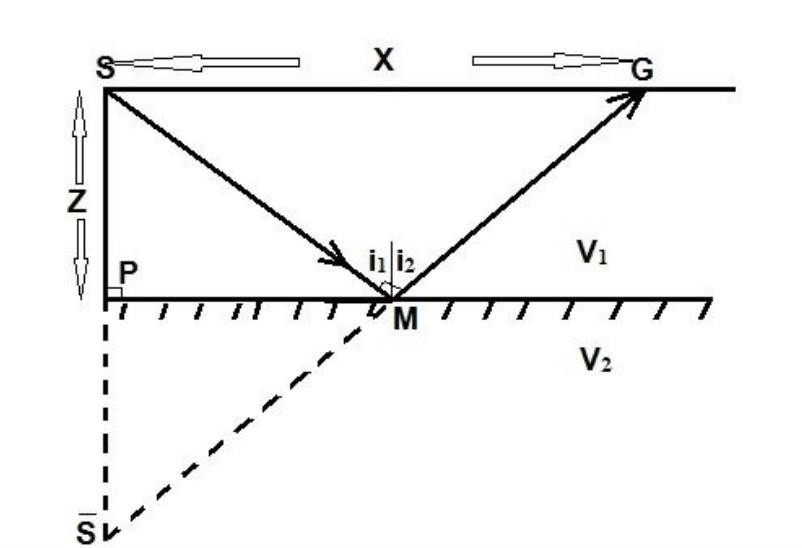 S X G
Z
i₁ i₂ V₁
P
M
V₂
S̅